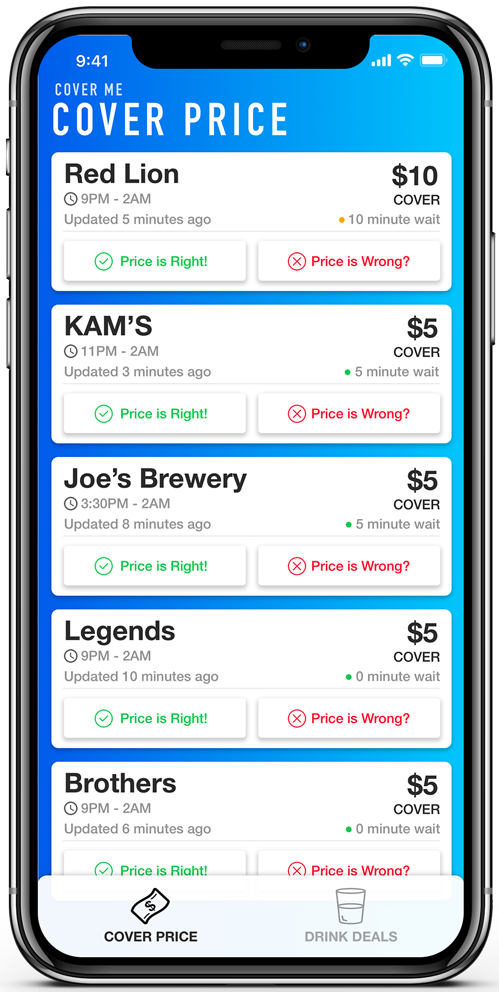 9:41
COVER ME
COVER PRICE
Red Lion
$10
9PM - 2AM
COVER
Updated 5 minutes ago
10 minute wait
Price is Right!
Price is Wrong?
KAM'S
$5
11PM - 2AM
COVER
Updated 3 minutes ago
5 minute wait
Price is Right!
Price is Wrong?
Joe's Brewery
$5
3:30PM - 2AM
COVER
Updated 8 minutes ago
5 minute wait
Price is Right!
Price is Wrong?
Legends
$5
9PM - 2AM
COVER
Updated 10 minutes ago
0 minute wait
Price is Right!
Price is Wrong?
Brothers
$5
9PM - 2AM
COVER
Updated 6 minutes ago
0 minute wait
Price is Right!
Price is Wrong?
$
COVER PRICE
DRINK DEALS